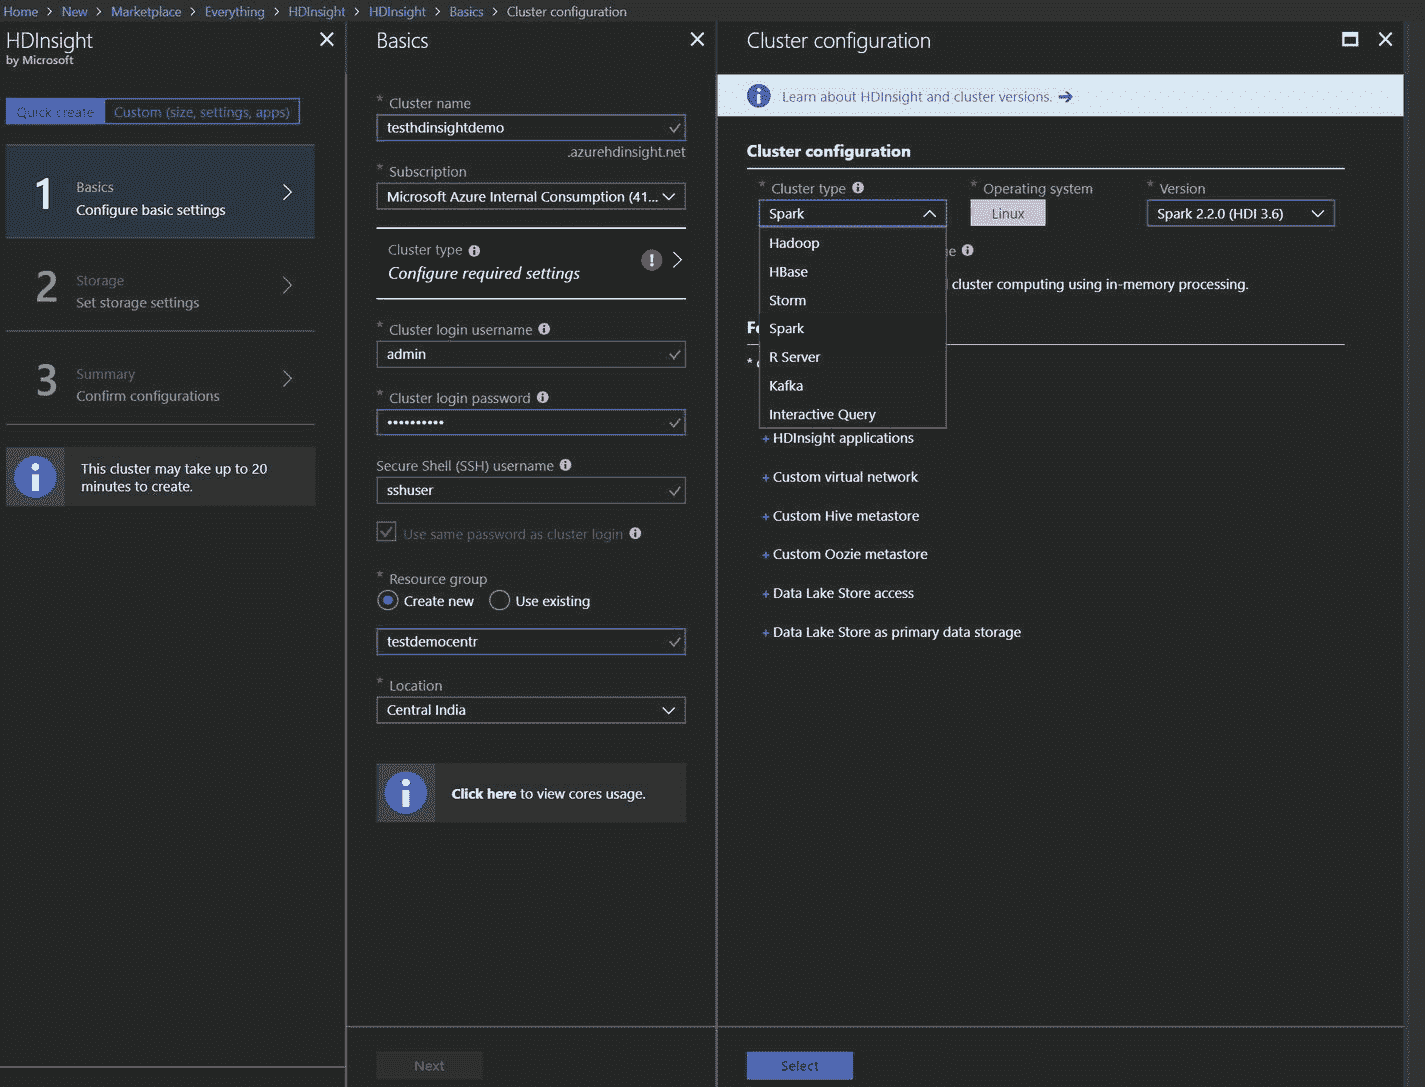 Home > New > Marketplace > Everything > HDInsight > HDInsight > Basics > Cluster configuration
HDInsight
by Microsoft
Quick create
Custom (size, settings, apps)
1
Basics
Configure basic settings
2
Storage
Set storage settings
3
Summary
Confirm configurations
This cluster may take up to 20
minutes to create.
Basics
* Cluster name
testhdinsightdemo
.azurehdinsight.net
* Subscription
Microsoft Azure Internal Consumption (41...
Cluster type
Configure required settings
* Cluster login username
admin
* Cluster login password
••••••••••
Secure Shell (SSH) username
sshuser
Use same password as cluster login
* Resource group
Create new
Use existing
testdemocentr
* Location
Central India
Click here to view cores usage.
Next
Cluster configuration
Learn about HDInsight and cluster versions.
Cluster configuration
* Cluster type
* Operating system
* Version
Spark
Linux
Spark 2.2.0 (HDI 3.6)
Hadoop
HBase
Storm
cluster computing using in-memory processing.
Spark
R Server
Kafka
Interactive Query
+ HDInsight applications
+ Custom virtual network
+ Custom Hive metastore
+ Custom Oozie metastore
+ Data Lake Store access
+ Data Lake Store as primary data storage
Select